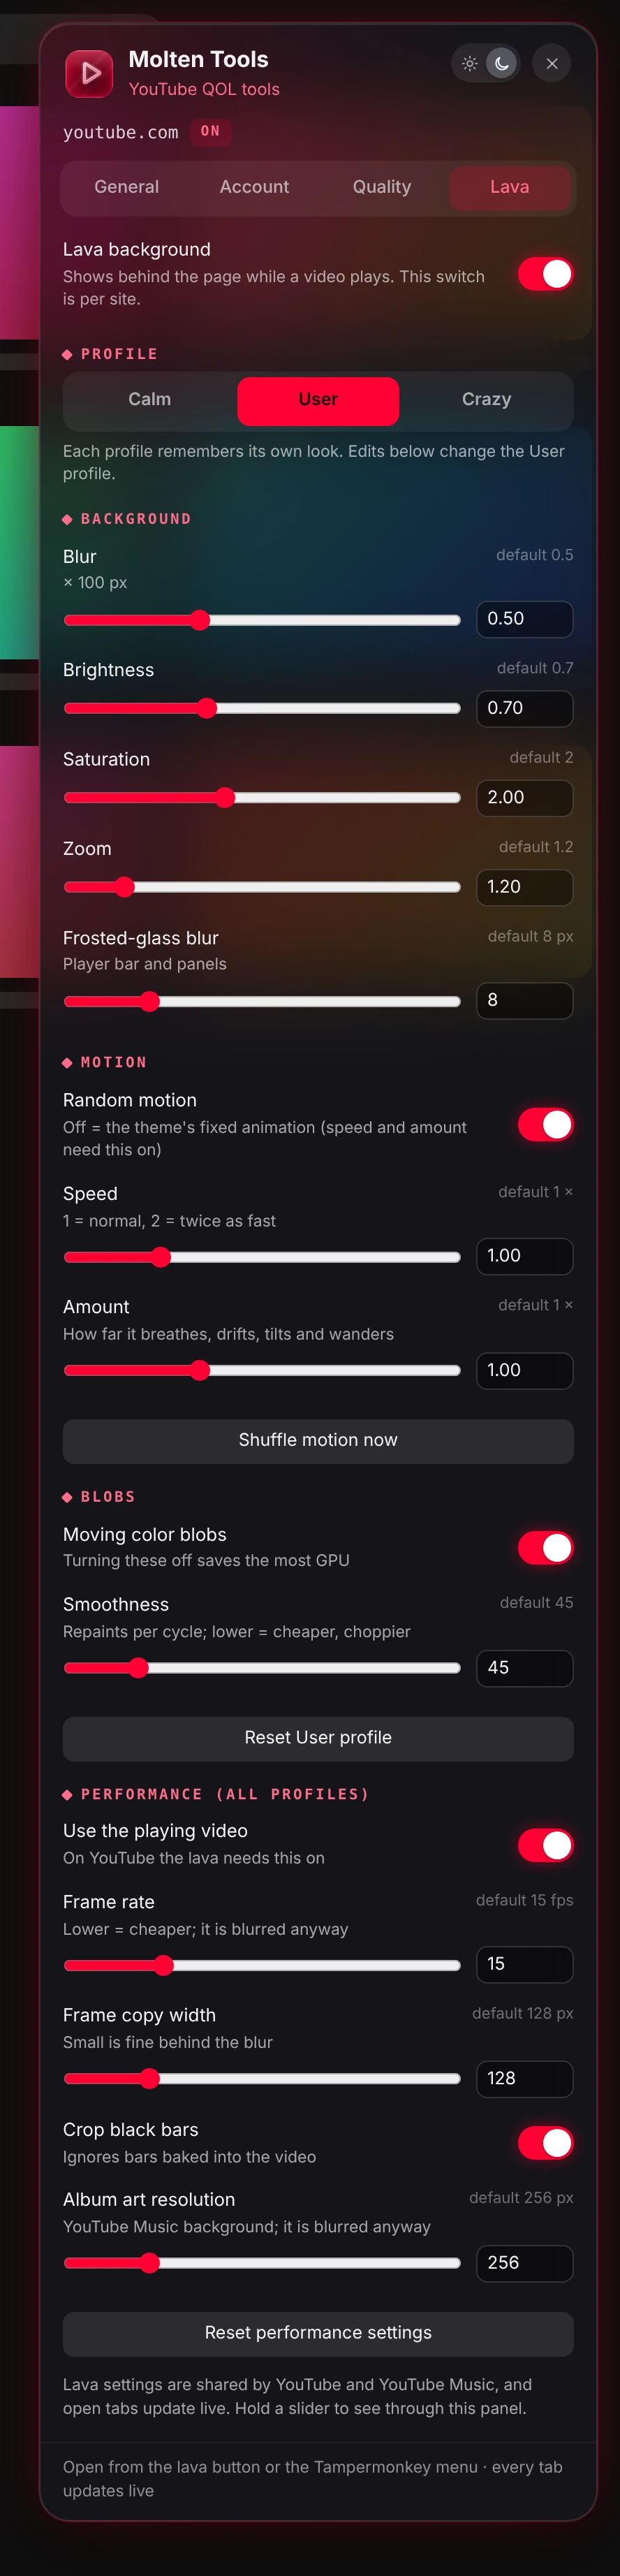 Molten Tools
YouTube QOL tools
youtube.com ON
General Account Quality Lava
Lava background
Shows behind the page while a video plays. This switch
is per site.
PROFILE
Calm User Crazy
Each profile remembers its own look. Edits below change the User
profile.
BACKGROUND
Blur default 0.5
× 100 px
0.50
Brightness default 0.7
0.70
Saturation default 2
2.00
Zoom default 1.2
1.20
Frosted-glass blur default 8 px
Player bar and panels
8
MOTION
Random motion
Off = the theme's fixed animation (speed and amount
need this on)
Speed default 1 ×
1 = normal, 2 = twice as fast
1.00
Amount default 1 ×
How far it breathes, drifts, tilts and wanders
1.00
Shuffle motion now
BLOBS
Moving color blobs
Turning these off saves the most GPU
Smoothness default 45
Repaints per cycle; lower = cheaper, choppier
45
Reset User profile
PERFORMANCE (ALL PROFILES)
Use the playing video
On YouTube the lava needs this on
Frame rate default 15 fps
Lower = cheaper; it is blurred anyway
15
Frame copy width default 128 px
Small is fine behind the blur
128
Crop black bars
Ignores bars baked into the video
Album art resolution default 256 px
YouTube Music background; it is blurred anyway
256
Reset performance settings
Lava settings are shared by YouTube and YouTube Music, and
open tabs update live. Hold a slider to see through this panel.
Open from the lava button or the Tampermonkey menu · every tab
updates live